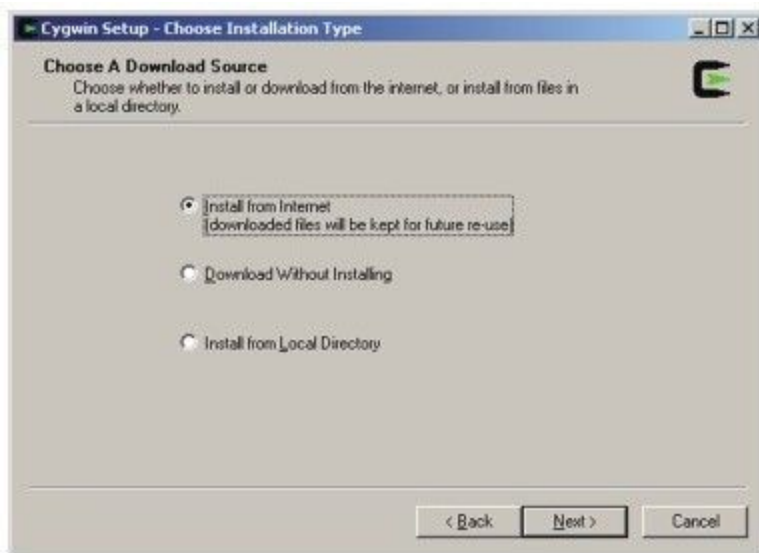 Cygwin Setup - Choose Installation Type
Choose A Download Source
Choose whether to install or download from the internet, or install from files in
a local directory.
Install from Internet
(downloaded files will be kept for future re-use)
Download Without Installing
Install from Local Directory
< Back Next > Cancel